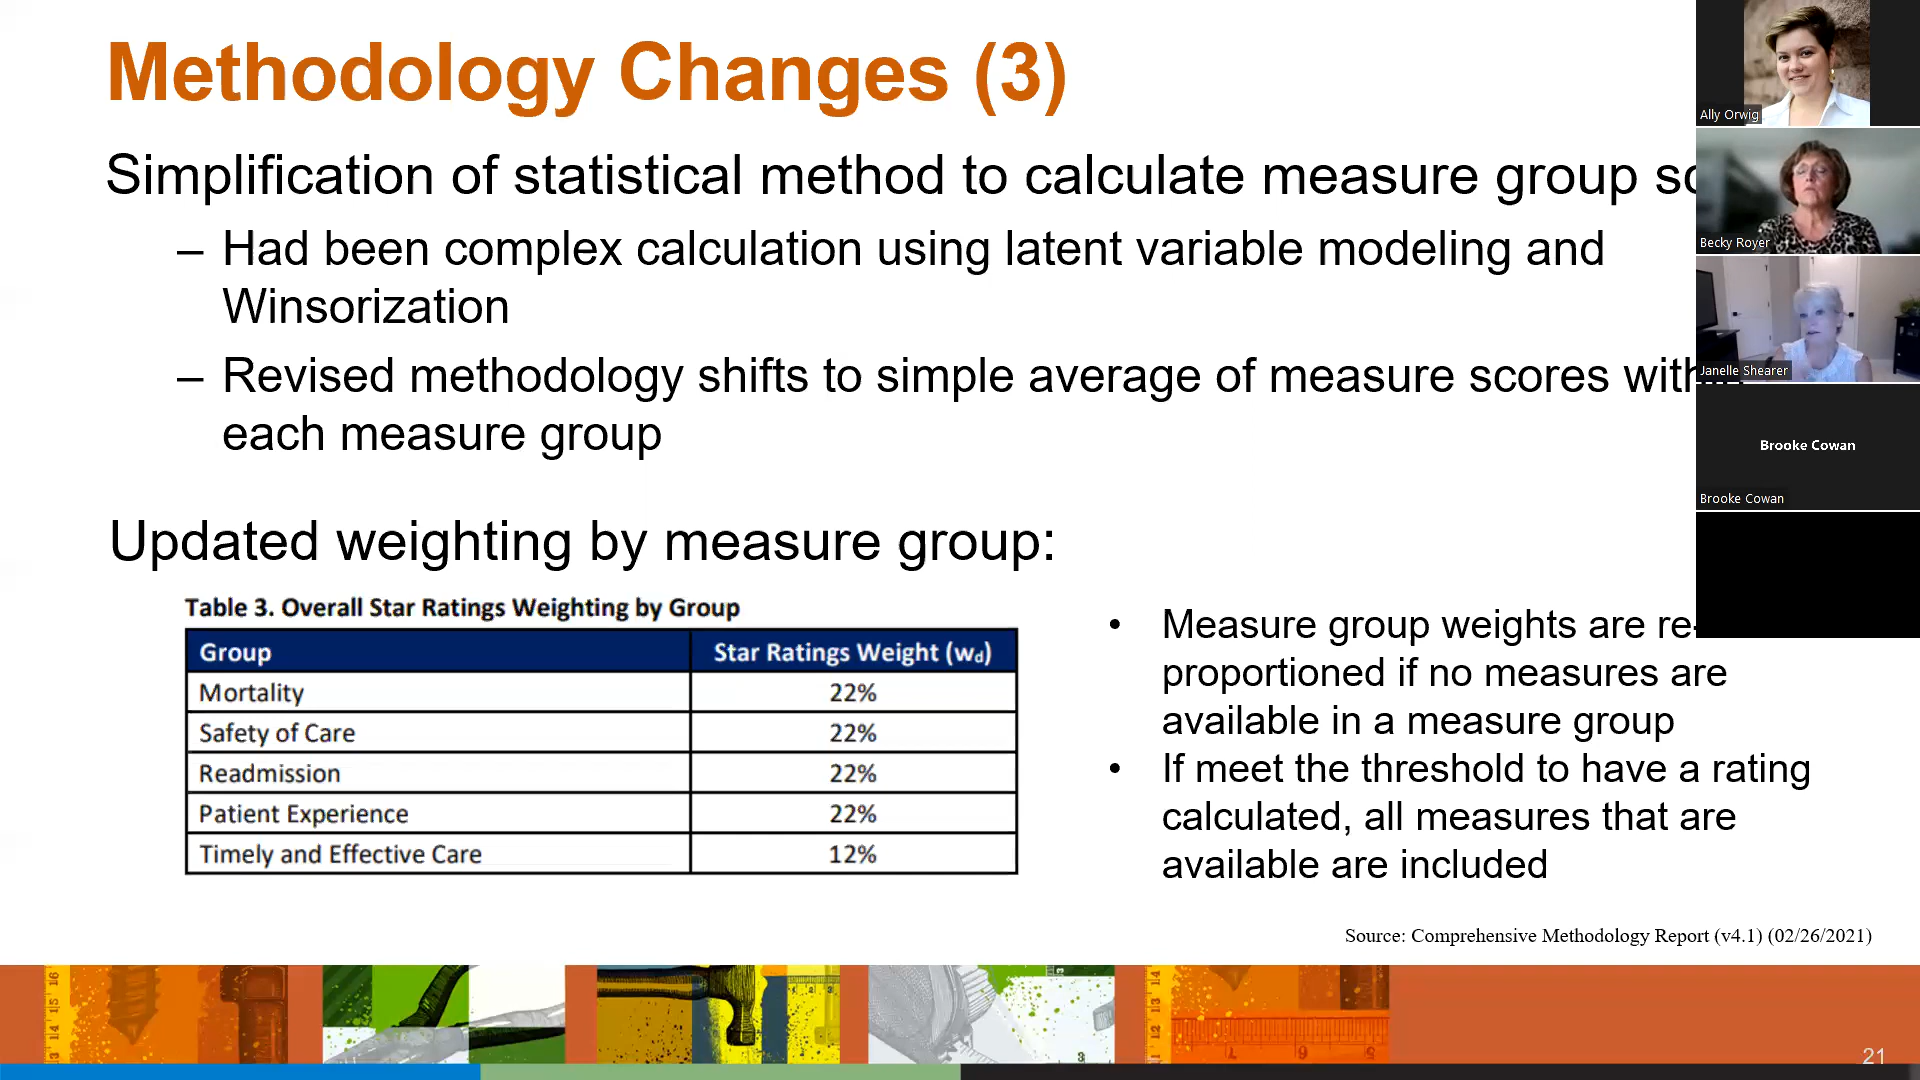 Methodology Changes (3)
Simplification of statistical method to calculate measure group
– Had been complex calculation using latent variable modeling and
Winsorization
– Revised methodology shifts to simple average of measure scores
each measure group
Updated weighting by measure group:
Table 3. Overall Star Ratings Weighting by Group
Group Star Ratings Weight (wd)
Mortality 22%
Safety of Care 22%
Readmission 22%
Patient Experience 22%
Timely and Effective Care 12%
• Measure group weights are re-
proportioned if no measures are
available in a measure group
• If meet the threshold to have a rating
calculated, all measures that are
available are included
Source: Comprehensive Methodology Report (v4.1) (02/26/2021)
21
Ally Orwig
Becky Royer
Janelle Shearer
Brooke Cowan
Brooke Cowan